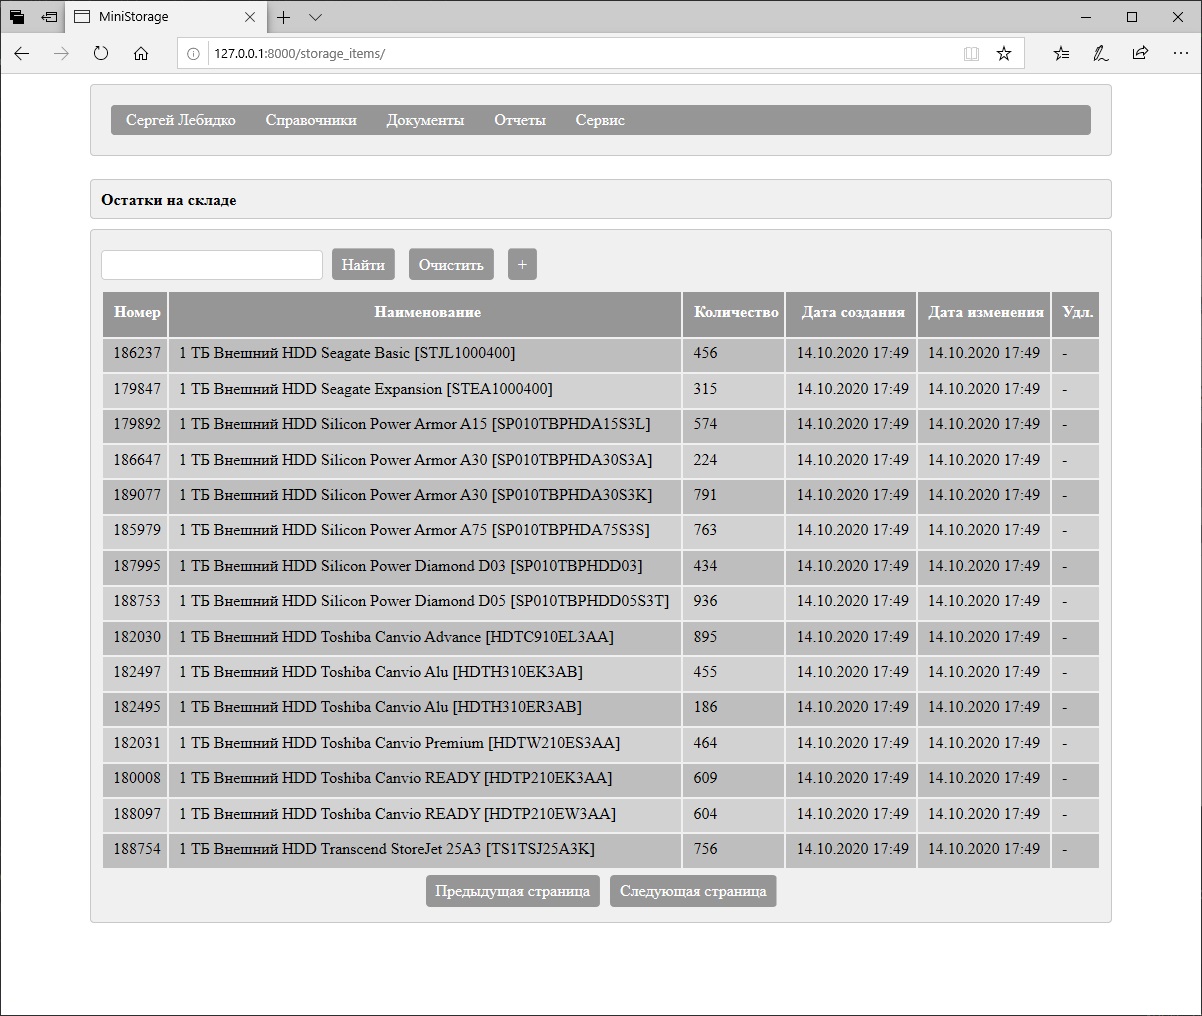 MiniStorage
127.0.0.1:8000/storage_items/
Сергей Лебидко Справочники Документы Отчеты Сервис
Остатки на складе
Найти Очистить +
Номер Наименование Количество Дата создания Дата изменения Удл.
186237 1 ТБ Внешний HDD Seagate Basic [STJL1000400] 456 14.10.2020 17:49 14.10.2020 17:49 -
179847 1 ТБ Внешний HDD Seagate Expansion [STEA1000400] 315 14.10.2020 17:49 14.10.2020 17:49 -
179892 1 ТБ Внешний HDD Silicon Power Armor A15 [SP010TBPHDA15S3L] 574 14.10.2020 17:49 14.10.2020 17:49 -
186647 1 ТБ Внешний HDD Silicon Power Armor A30 [SP010TBPHDA30S3A] 224 14.10.2020 17:49 14.10.2020 17:49 -
189077 1 ТБ Внешний HDD Silicon Power Armor A30 [SP010TBPHDA30S3K] 791 14.10.2020 17:49 14.10.2020 17:49 -
185979 1 ТБ Внешний HDD Silicon Power Armor A75 [SP010TBPHDA75S3S] 763 14.10.2020 17:49 14.10.2020 17:49 -
187995 1 ТБ Внешний HDD Silicon Power Diamond D03 [SP010TBPHDD03] 434 14.10.2020 17:49 14.10.2020 17:49 -
188753 1 ТБ Внешний HDD Silicon Power Diamond D05 [SP010TBPHDD05S3T] 936 14.10.2020 17:49 14.10.2020 17:49 -
182030 1 ТБ Внешний HDD Toshiba Canvio Advance [HDTC910EL3AA] 895 14.10.2020 17:49 14.10.2020 17:49 -
182497 1 ТБ Внешний HDD Toshiba Canvio Alu [HDTH310EK3AB] 455 14.10.2020 17:49 14.10.2020 17:49 -
182495 1 ТБ Внешний HDD Toshiba Canvio Alu [HDTH310ER3AB] 186 14.10.2020 17:49 14.10.2020 17:49 -
182031 1 ТБ Внешний HDD Toshiba Canvio Premium [HDTW210ES3AA] 464 14.10.2020 17:49 14.10.2020 17:49 -
180008 1 ТБ Внешний HDD Toshiba Canvio READY [HDTP210EK3AA] 609 14.10.2020 17:49 14.10.2020 17:49 -
188097 1 ТБ Внешний HDD Toshiba Canvio READY [HDTP210EW3AA] 604 14.10.2020 17:49 14.10.2020 17:49 -
188754 1 ТБ Внешний HDD Transcend StoreJet 25A3 [TS1TSJ25A3K] 756 14.10.2020 17:49 14.10.2020 17:49 -
Предыдущая страница Следующая страница